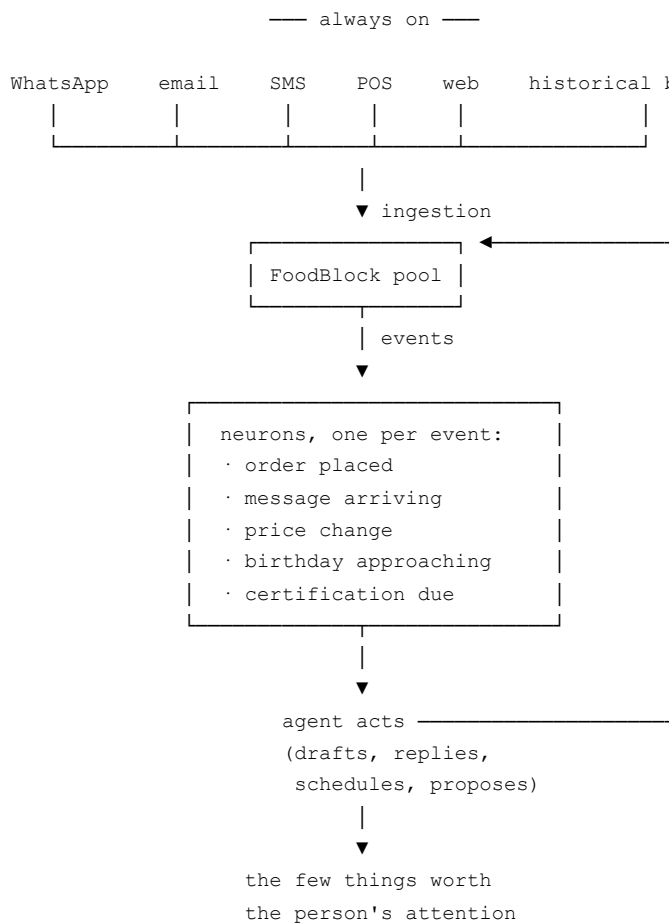 ─── always on ───
WhatsApp email SMS POS web historical
ingestion
FoodBlock pool
events
neurons, one per event:
· order placed
· message arriving
· price change
· birthday approaching
· certification due
agent acts
(drafts, replies,
schedules, proposes)
the few things worth
the person's attention